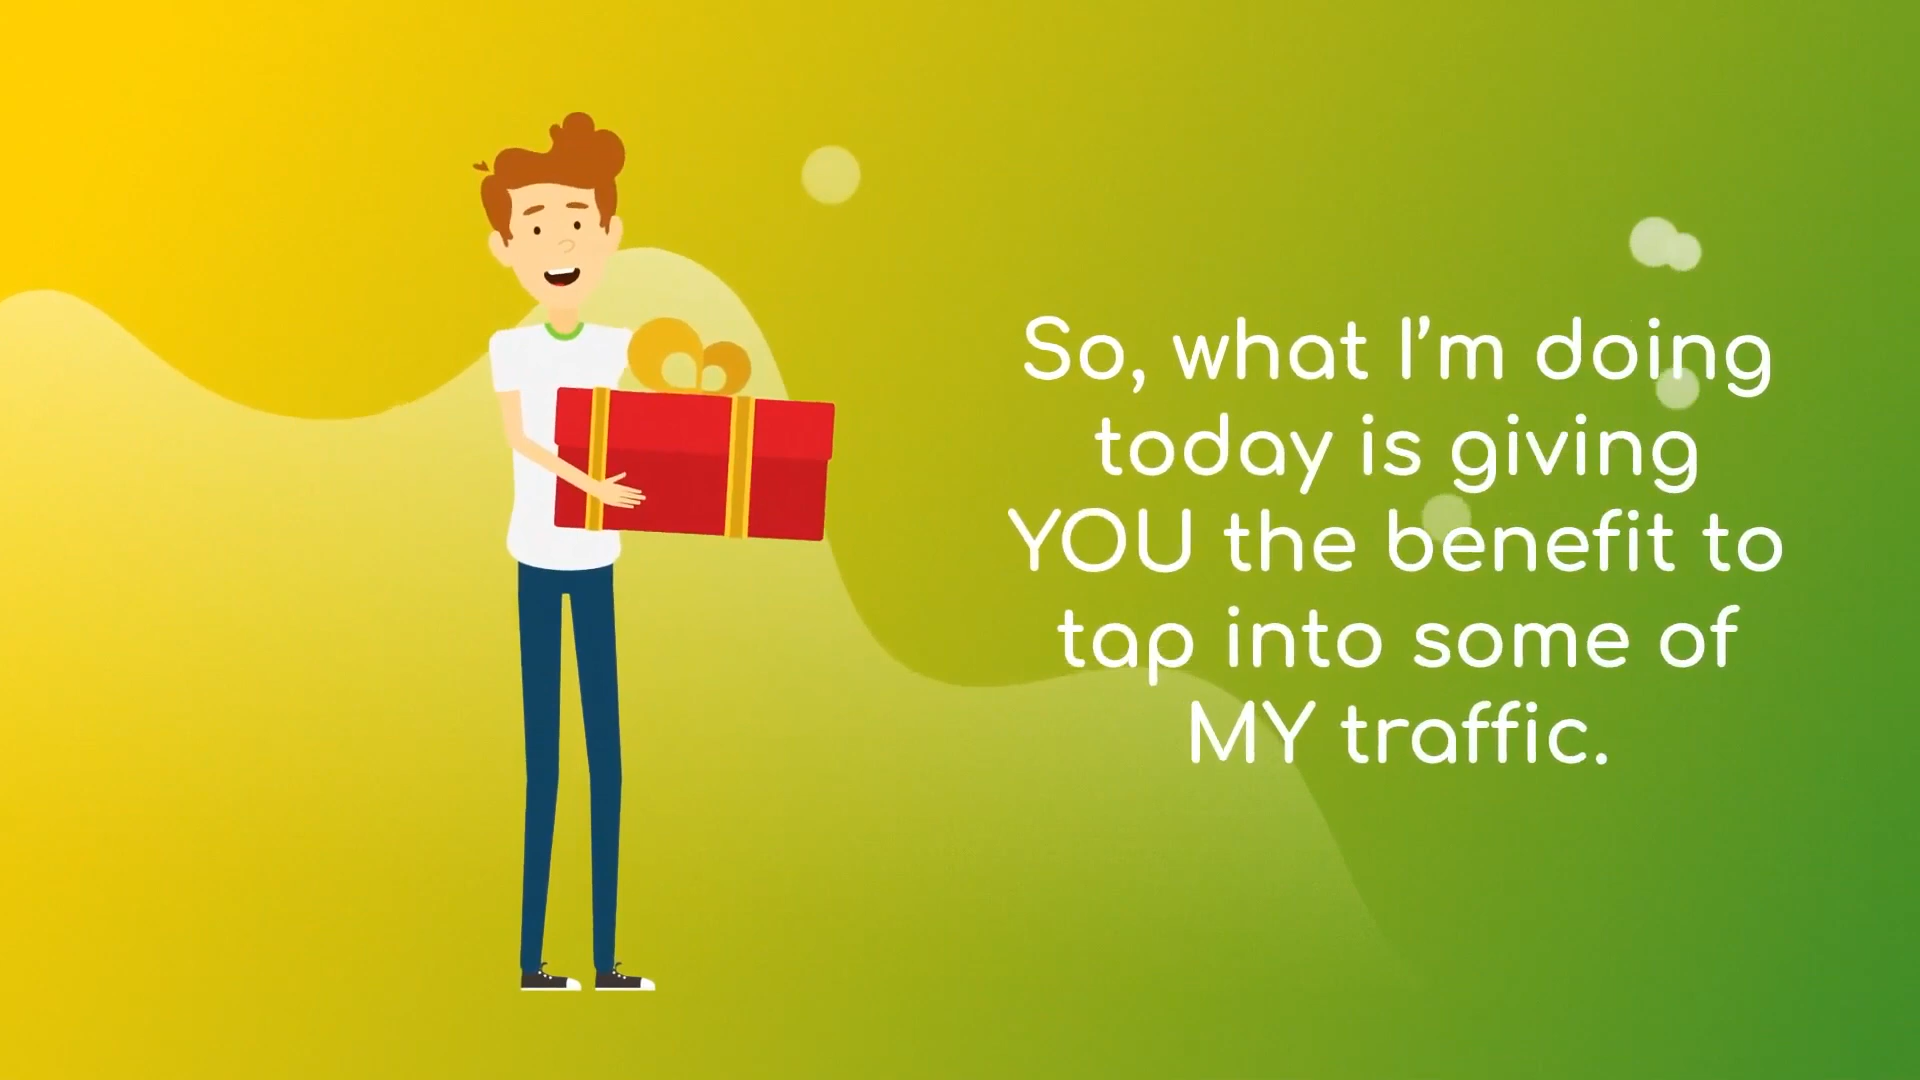 So, what I'm doing
today is giving
YOU the benefit to
tap into some of
MY traffic.